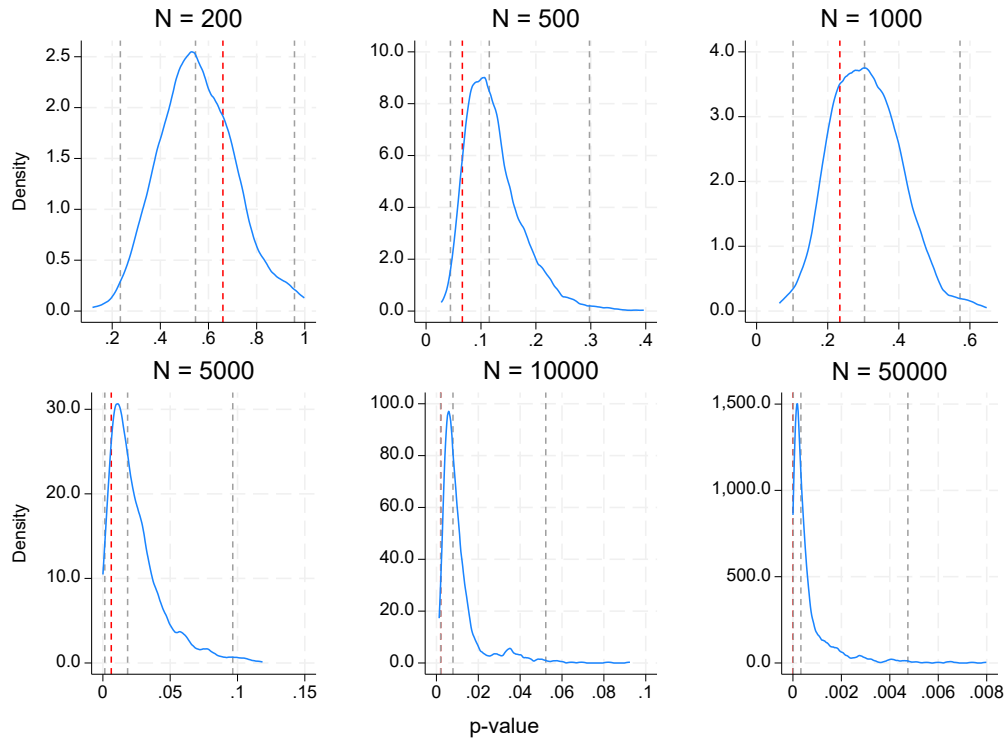 N = 200
N = 500
N = 1000
2.5
2.0
1.5
1.0
0.5
0.0
Density
.2 .4 .6 .8 1
10.0
8.0
6.0
4.0
2.0
0.0
0 .1 .2 .3 .4
4.0
3.0
2.0
1.0
0.0
0 .2 .4 .6
N = 5000
N = 10000
N = 50000
30.0
20.0
10.0
0.0
Density
0 .05 .1 .15
100.0
80.0
60.0
40.0
20.0
0.0
0 .02 .04 .06 .08 .1
1,500.0
1,000.0
500.0
0.0
0 .002 .004 .006 .008
p-value